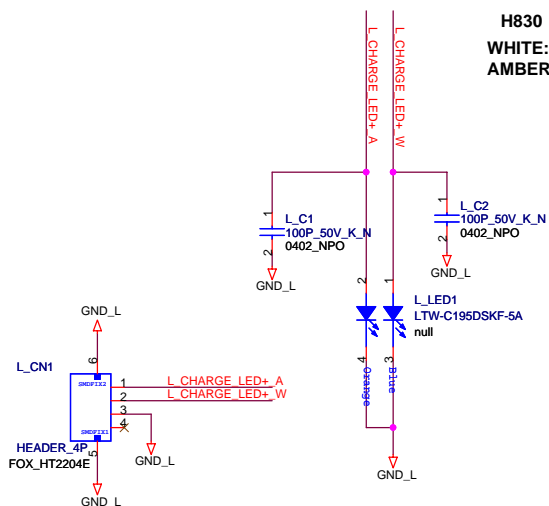 H830
WHITE:
AMBER
L_CHARGE_LED+_A
L_CHARGE_LED+_W
1
L_C1
100P_50V_K_N
0402_NPO
2
GND_L
1
L_C2
100P_50V_K_N
0402_NPO
2
GND_L
2
1
L_LED1
LTW-C195DSKF-5A
null
4
3
Orange
Blue
GND_L
GND_L
L_CN1
6
SMDFIX2
1
L_CHARGE_LED+_A
2
L_CHARGE_LED+_W
3
4
SMDFIX1
HEADER_4P
5
FOX_HT2204E
GND_L
GND_L